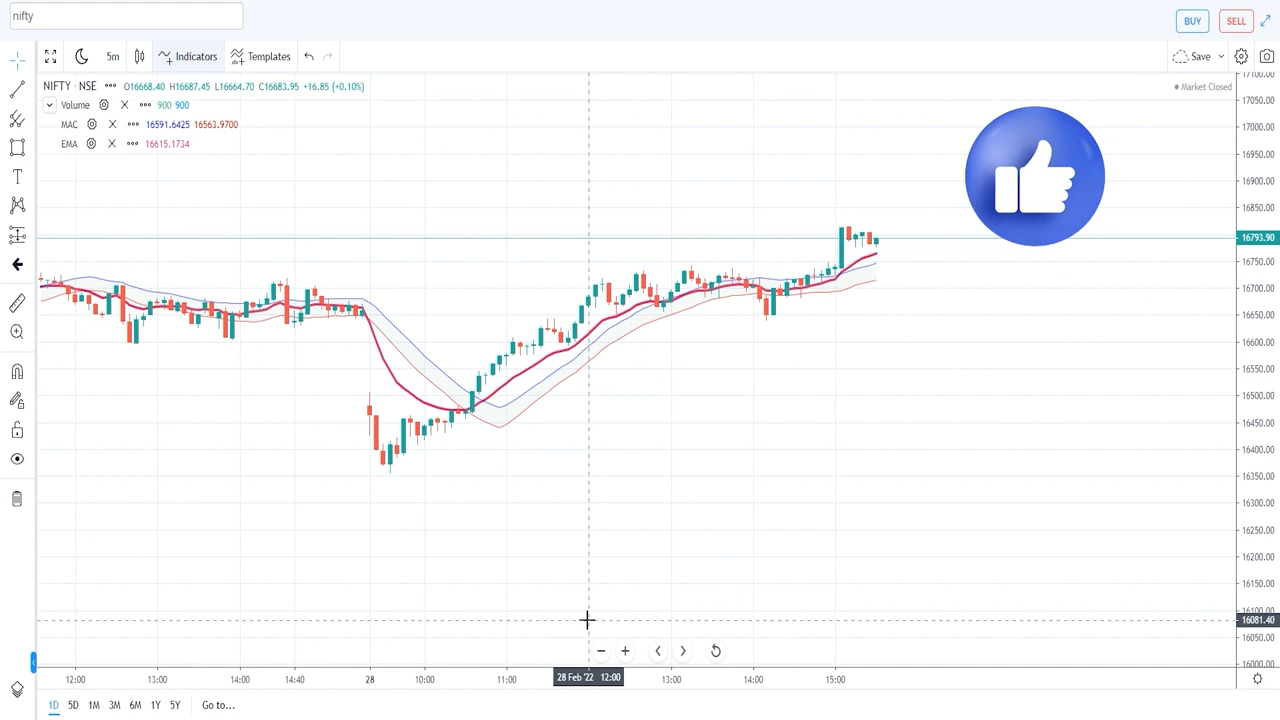 nifty
BUY SELL
5m Indicators Templates Save
NIFTY · NSE O16668.40 H16687.45 L16664.70 C16683.95 +16.85 (+0.10%)
Market Closed
Volume 900 900
MAC 16591.6425 16563.9700
EMA 16615.1734
17100.00
17050.00
17000.00
16950.00
16900.00
16850.00
16793.90
16750.00
16700.00
16650.00
16600.00
16550.00
16500.00
16450.00
16400.00
16350.00
16300.00
16250.00
16200.00
16150.00
16100.00
16081.40
16050.00
16000.00
12:00 13:00 14:00 14:40 28 10:00 11:00 28 Feb '22 12:00 13:00 14:00 15:00
1D 5D 1M 3M 6M 1Y 5Y Go to...